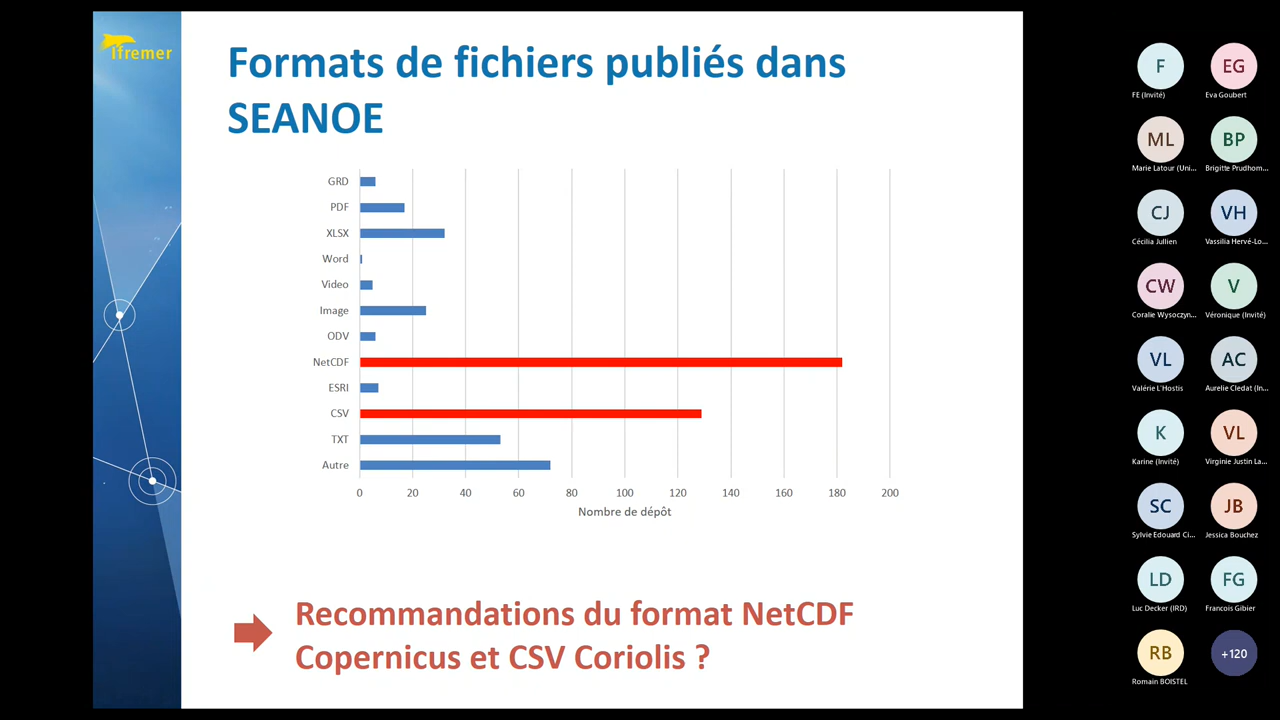 ifremer
Formats de fichiers publiés dans
SEANOE
GRD
PDF
XLSX
Word
Video
Image
ODV
NetCDF
ESRI
CSV
TXT
Autre
0 20 40 60 80 100 120 140 160 180 200
Nombre de dépôt
Recommandations du format NetCDF
Copernicus et CSV Coriolis ?
F EG
FE (Invité) Eva Goubert
ML BP
Marie Latour (Uni... Brigitte Prudhom...
CJ VH
Cécilia Jullien Vassilia Hervé-Lo...
CW V
Coralie Wysoczyn... Véronique (Invité)
VL AC
Valérie L'Hostis Aurelie Cledat (In...
K VL
Karine (Invité) Virginie Justin La...
SC JB
Sylvie Edouard Ci... Jessica Bouchez
LD FG
Luc Decker (IRD) Francois Gibier
RB +120
Romain BOISTEL